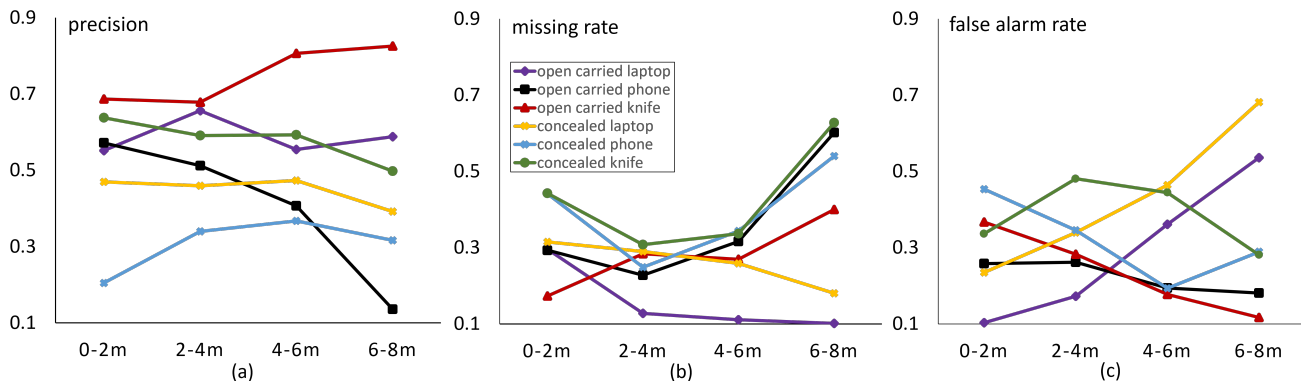 precision
0.9
0.7
0.5
0.3
0.1
0-2m 2-4m 4-6m 6-8m
(a)
missing rate
0.9
0.7
0.5
0.3
0.1
open carried laptop
open carried phone
open carried knife
concealed laptop
concealed phone
concealed knife
0-2m 2-4m 4-6m 6-8m
(b)
false alarm rate
0.9
0.7
0.5
0.3
0.1
0-2m 2-4m 4-6m 6-8m
(c)